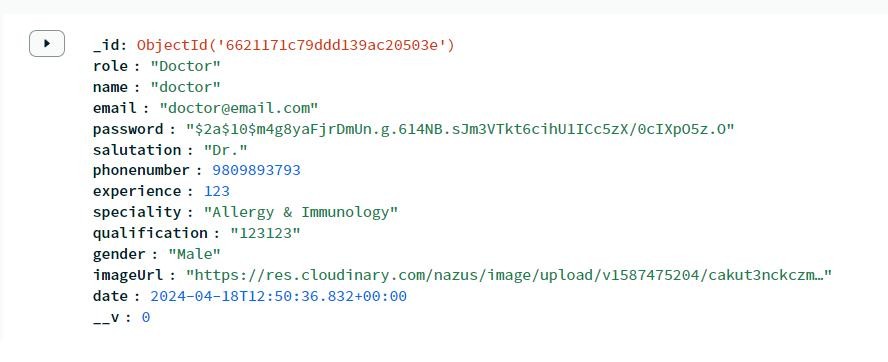 _id: ObjectId('6621171c79ddd139ac20503e')
role : "Doctor"
name : "doctor"
email : "doctor@email.com"
password : "$2a$10$m4g8yaFjrDmUn.g.614NB.sJm3VTkt6cihU1ICc5zX/0cIXpO5z.O"
salutation : "Dr."
phonenumber : 9809893793
experience : 123
speciality : "Allergy & Immunology"
qualification : "123123"
gender : "Male"
imageUrl : "https://res.cloudinary.com/nazus/image/upload/v1587475204/cakut3nckczm…"
date : 2024-04-18T12:50:36.832+00:00
__v : 0